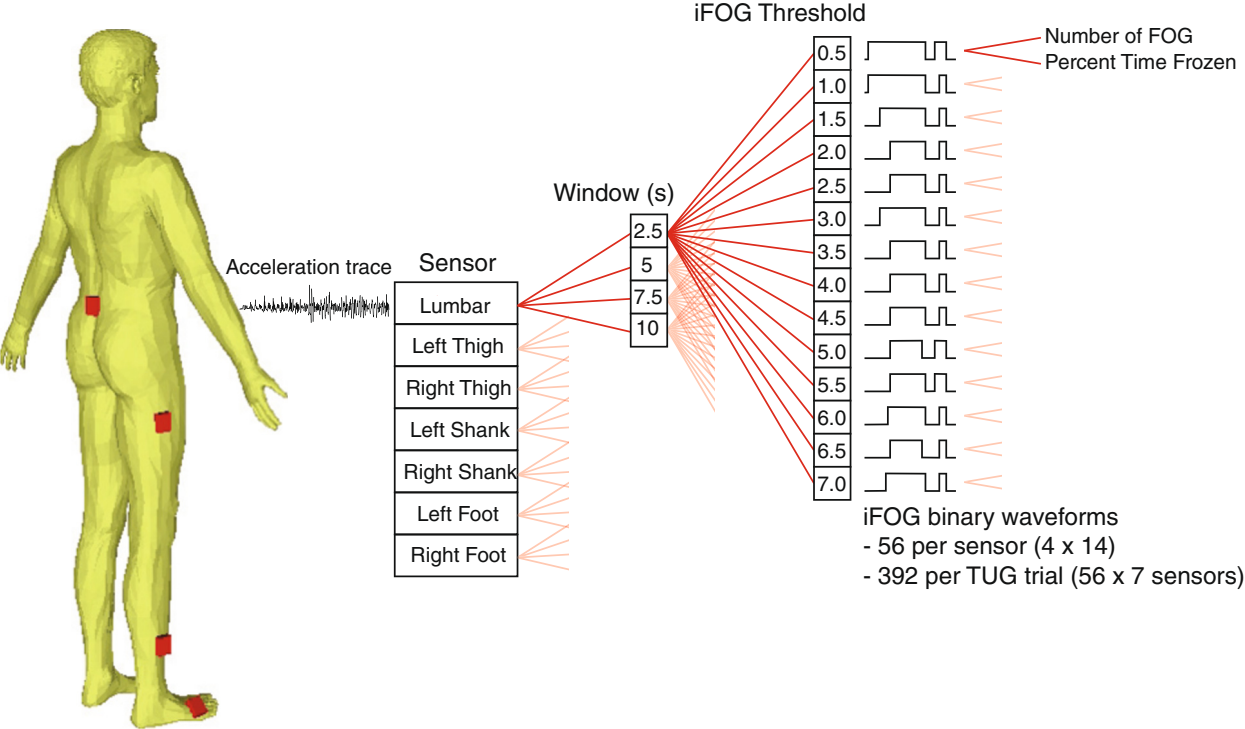 iFOG Threshold
Number of FOG
Percent Time Frozen
0.5
1.0
1.5
2.0
2.5
3.0
3.5
4.0
4.5
5.0
5.5
6.0
6.5
7.0
Window (s)
2.5
5
7.5
10
Acceleration trace
Sensor
Lumbar
Left Thigh
Right Thigh
Left Shank
Right Shank
Left Foot
Right Foot
iFOG binary waveforms
- 56 per sensor (4 x 14)
- 392 per TUG trial (56 x 7 sensors)